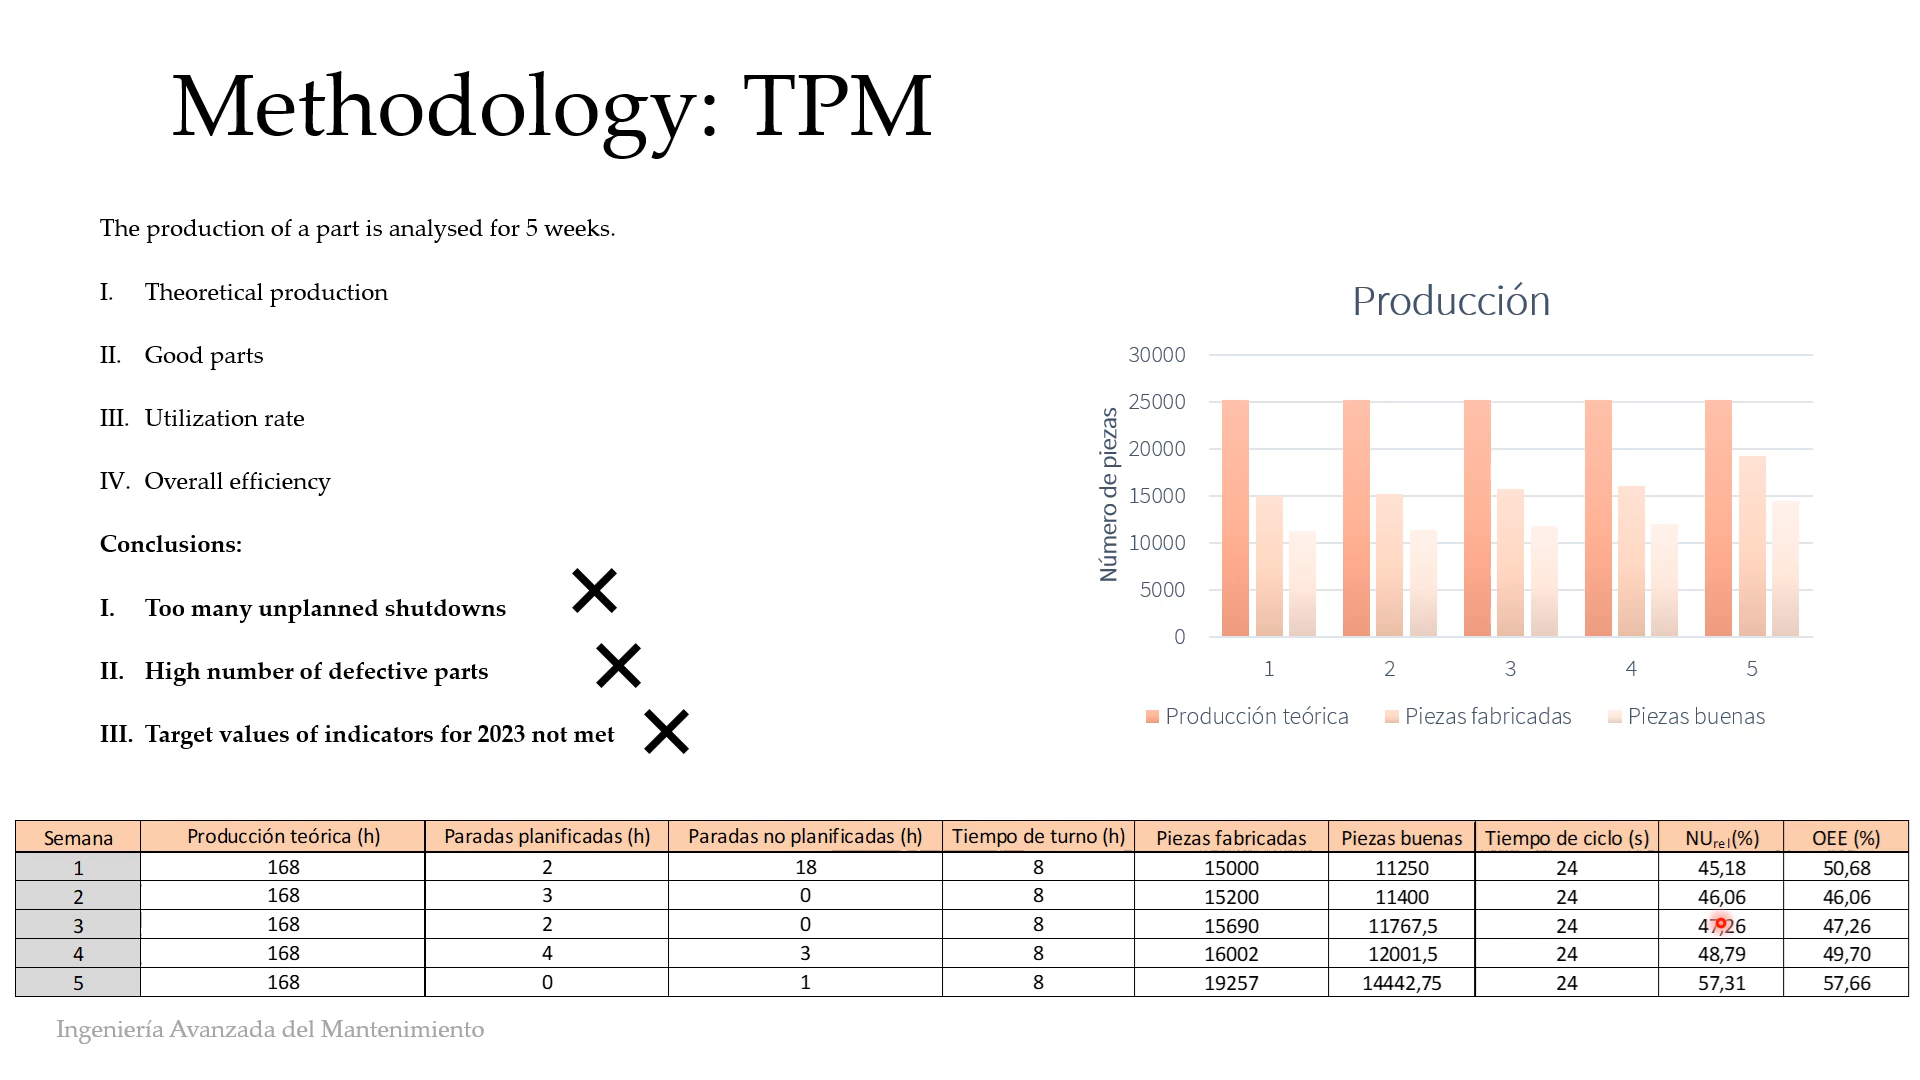 Methodology: TPM
The production of a part is analysed for 5 weeks.
I. Theoretical production
II. Good parts
III. Utilization rate
IV. Overall efficiency
Conclusions:
I. Too many unplanned shutdowns
II. High number of defective parts
III. Target values of indicators for 2023 not met
Producción
Número de piezas
30000
25000
20000
15000
10000
5000
0
1 2 3 4 5
Producción teórica Piezas fabricadas Piezas buenas
Semana Producción teórica (h) Paradas planificadas (h) Paradas no planificadas (h) Tiempo de turno (h) Piezas fabricadas Piezas buenas Tiempo de ciclo (s) NUrel(%) OEE (%)
1 168 2 18 8 15000 11250 24 45,18 50,68
2 168 3 0 8 15200 11400 24 46,06 46,06
3 168 2 0 8 15690 11767,5 24 47,26 47,26
4 168 4 3 8 16002 12001,5 24 48,79 49,70
5 168 0 1 8 19257 14442,75 24 57,31 57,66
Ingeniería Avanzada del Mantenimiento